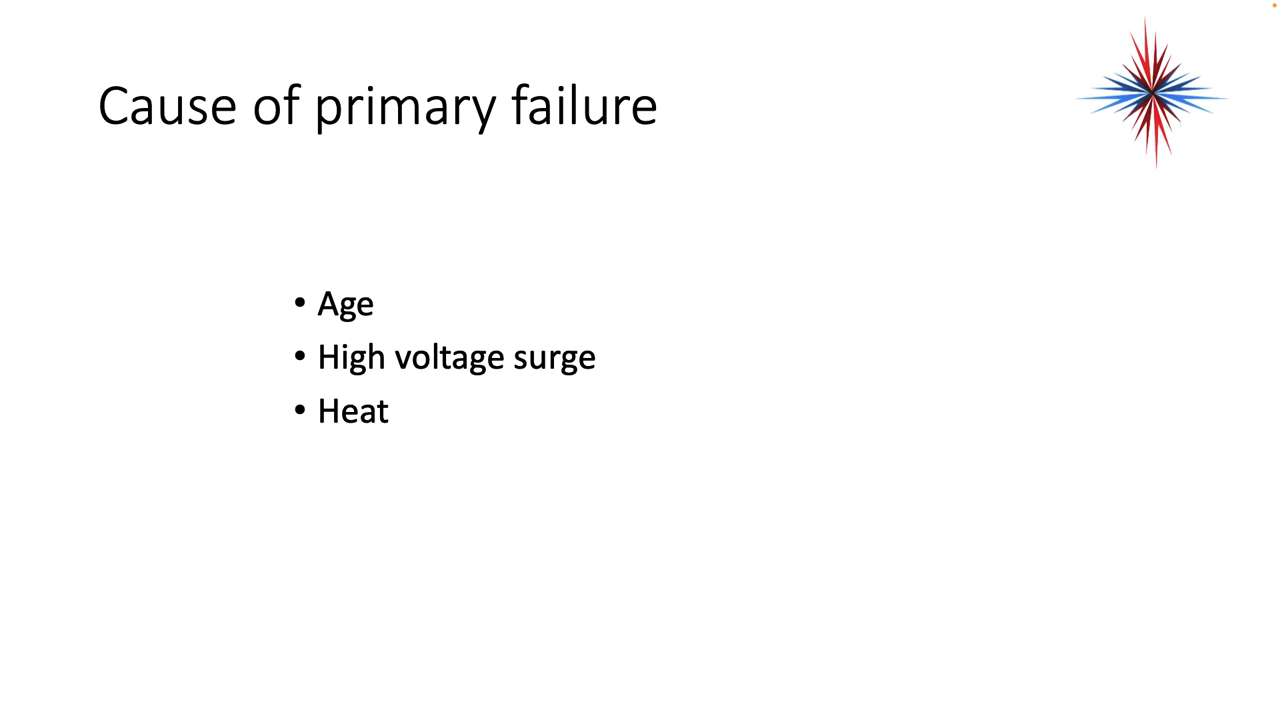 Cause of primary failure
• Age
• High voltage surge
• Heat